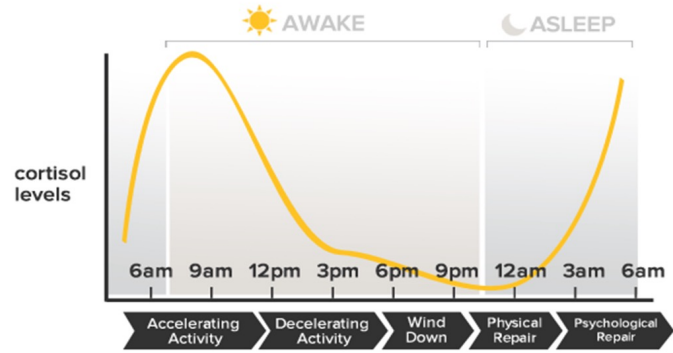 AWAKE
ASLEEP
cortisol
levels
6am 9am 12pm 3pm 6pm 9pm 12am 3am 6am
Accelerating
Activity
Decelerating
Activity
Wind
Down
Physical
Repair
Psychological
Repair